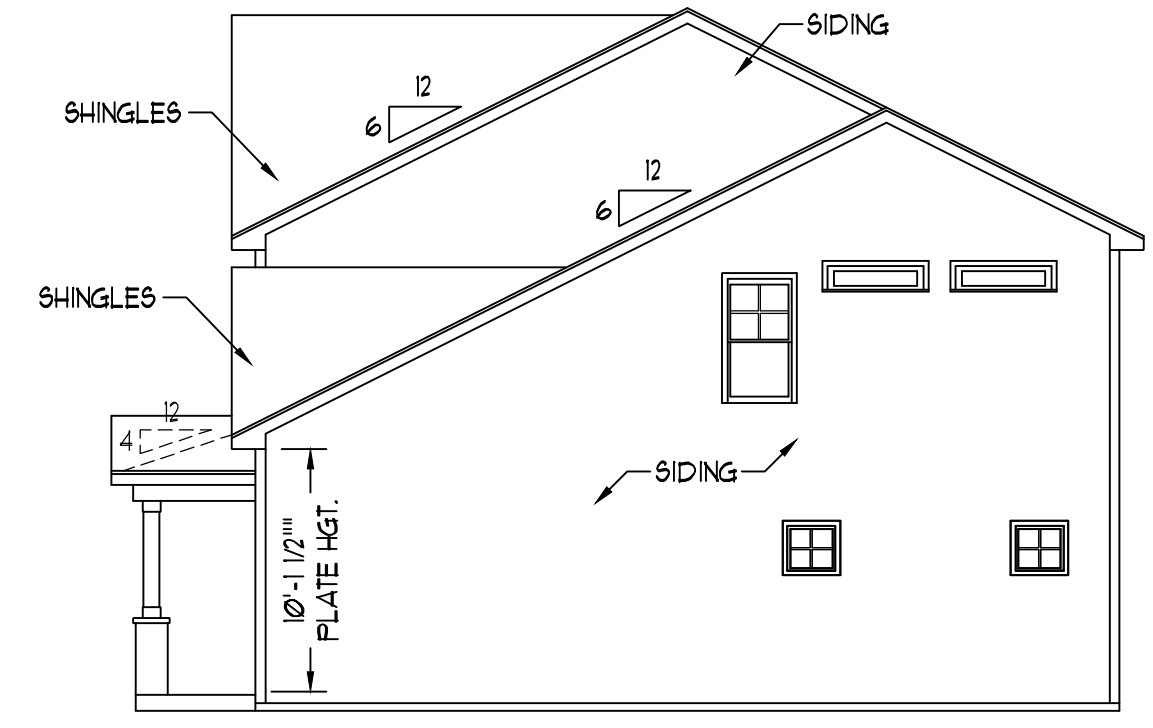 SIDING
12
SHINGLES
6
12
6
SHINGLES
12
4
SIDING
10'-1 1/2""
PLATE HGT.